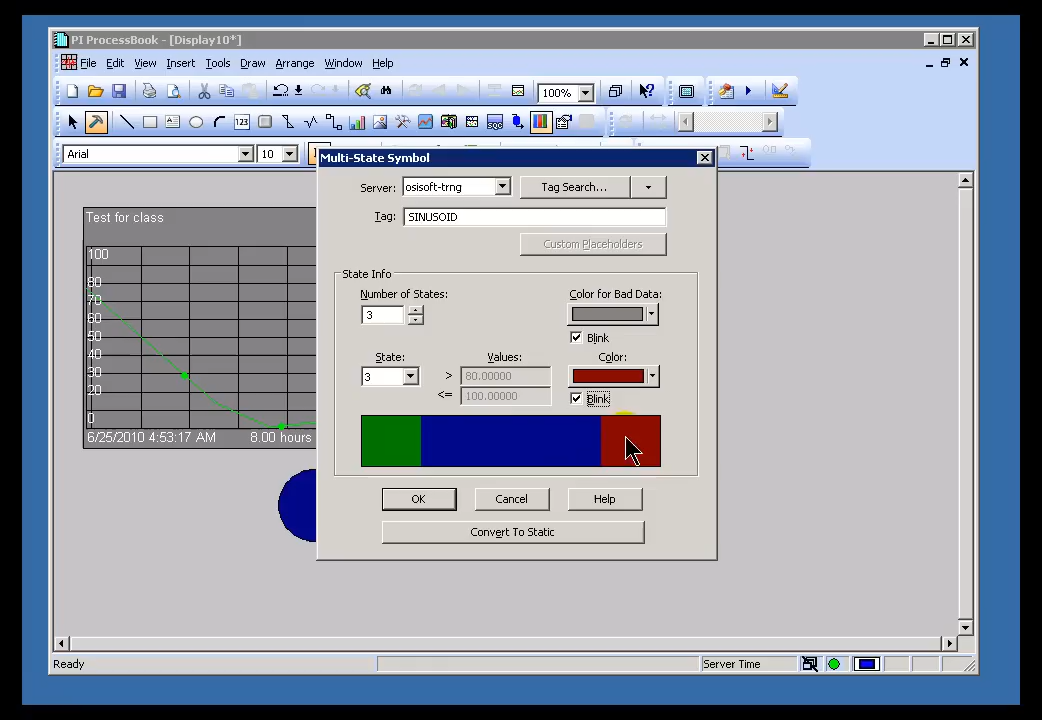 PI ProcessBook - [Display10*]
File Edit View Insert Tools Draw Arrange Window Help
100%
123
SQC
Arial 10
Multi-State Symbol
Server: osisoft-trng Tag Search...
Tag: SINUSOID
Custom Placeholders
State Info
Number of States: Color for Bad Data:
3
Blink
State: Values: Color:
3 > 80.00000
<= 100.00000 Blink
OK Cancel Help
Convert To Static
Test for class
100
80
70
60
50
40
30
20
0
6/25/2010 4:53:17 AM 8.00 hours
Ready Server Time